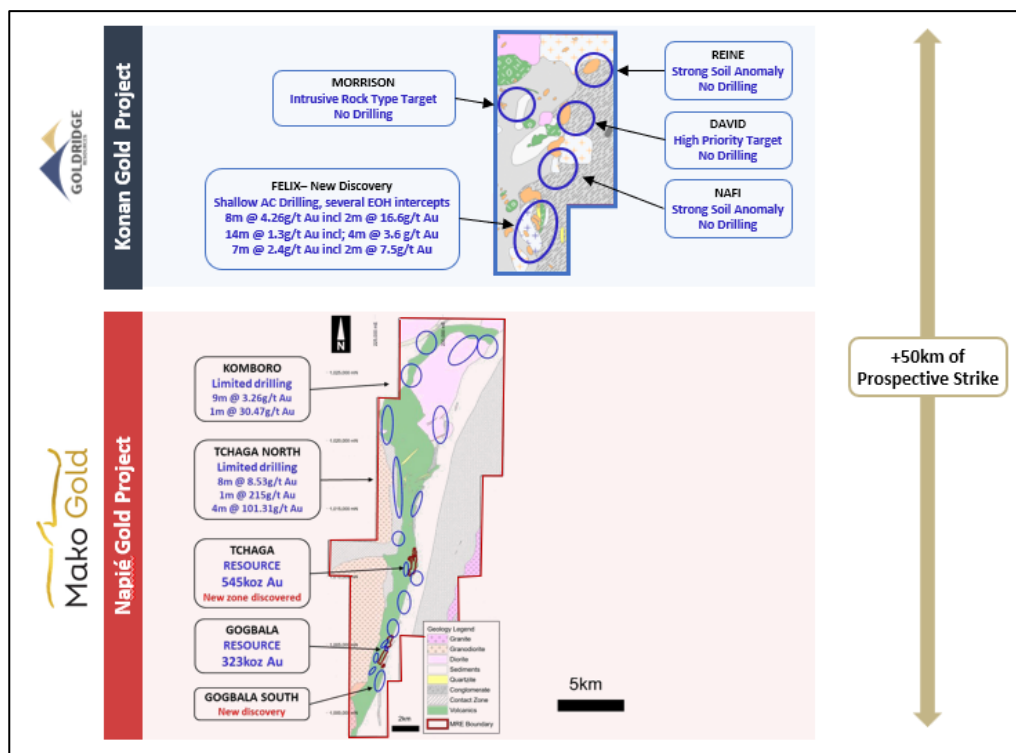 GOLDRIDGE
RESOURCES
Konan Gold Project
MORRISON
Intrusive Rock Type Target
No Drilling
FELIX– New Discovery
Shallow AC Drilling, several EOH intercepts
8m @ 4.26g/t Au incl 2m @ 16.6g/t Au
14m @ 1.3g/t Au incl; 4m @ 3.6 g/t Au
7m @ 2.4g/t Au incl 2m @ 7.5g/t Au
REINE
Strong Soil Anomaly
No Drilling
DAVID
High Priority Target
No Drilling
NAFI
Strong Soil Anomaly
No Drilling
+50km of
Prospective Strike
Mako Gold
Napié Gold Project
N
KOMBORO
Limited drilling
9m @ 3.26g/t Au
1m @ 30.47g/t Au
TCHAGA NORTH
Limited drilling
8m @ 8.53g/t Au
1m @ 215g/t Au
4m @ 101.31g/t Au
TCHAGA
RESOURCE
545koz Au
New zone discovered
GOGBALA
RESOURCE
323koz Au
GOGBALA SOUTH
New discovery
Geology Legend
Granite
Granodiorite
Diorite
Sediments
Quartzite
Conglomerate
Contact Zone
Volcanics
MRE Boundary
2km
5km